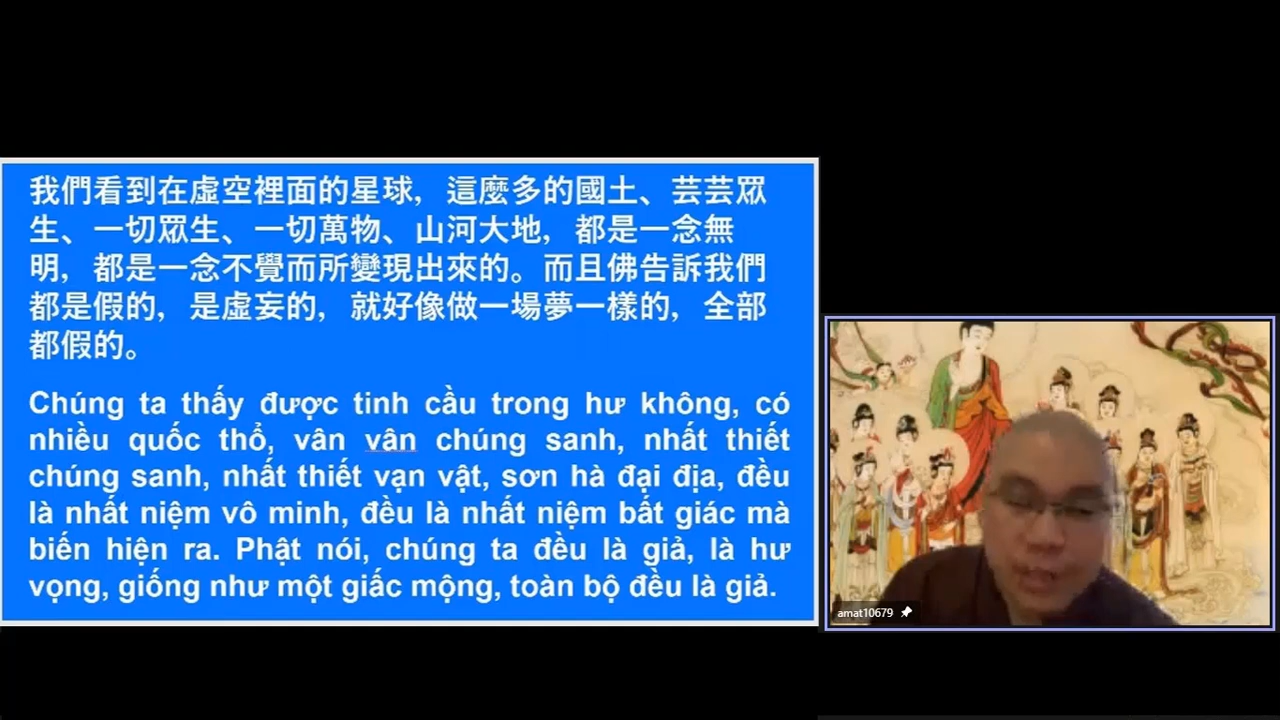 我們看到在虛空裡面的星球，這麼多的國土、芸芸眾
生、一切眾生、一切萬物、山河大地，都是一念無
明，都是一念不覺而所變現出來的。而且佛告訴我們
都是假的，是虛妄的，就好像做一場夢一樣的，全部
都假的。
Chúng ta thấy được tinh cầu trong hư không, có
nhiều quốc thổ, vân vân chúng sanh, nhất thiết
chúng sanh, nhất thiết vạn vật, sơn hà đại địa, đều
là nhất niệm vô minh, đều là nhất niệm bất giác mà
biến hiện ra. Phật nói, chúng ta đều là giả, là hư
vọng, giống như một giấc mộng, toàn bộ đều là giả.
amat10679